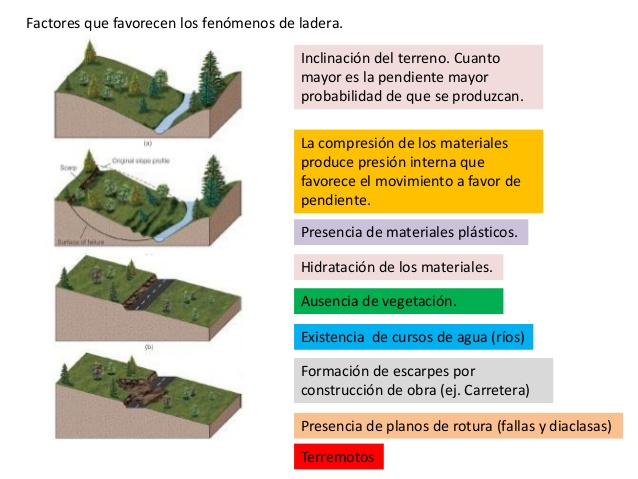 Factores que favorecen los fenómenos de ladera.
Inclinación del terreno. Cuanto
mayor es la pendiente mayor
probabilidad de que se produzcan.
(a)
La compresión de los materiales
produce presión interna que
favorece el movimiento a favor de
pendiente.
Original slope profile
Scarp
Surface of failure
Presencia de materiales plásticos.
Hidratación de los materiales.
Ausencia de vegetación.
Existencia  de cursos de agua (ríos)
(b)
Formación de escarpes por
construcción de obra (ej. Carretera)
Presencia de planos de rotura (fallas y diaclasas)
Terremotos